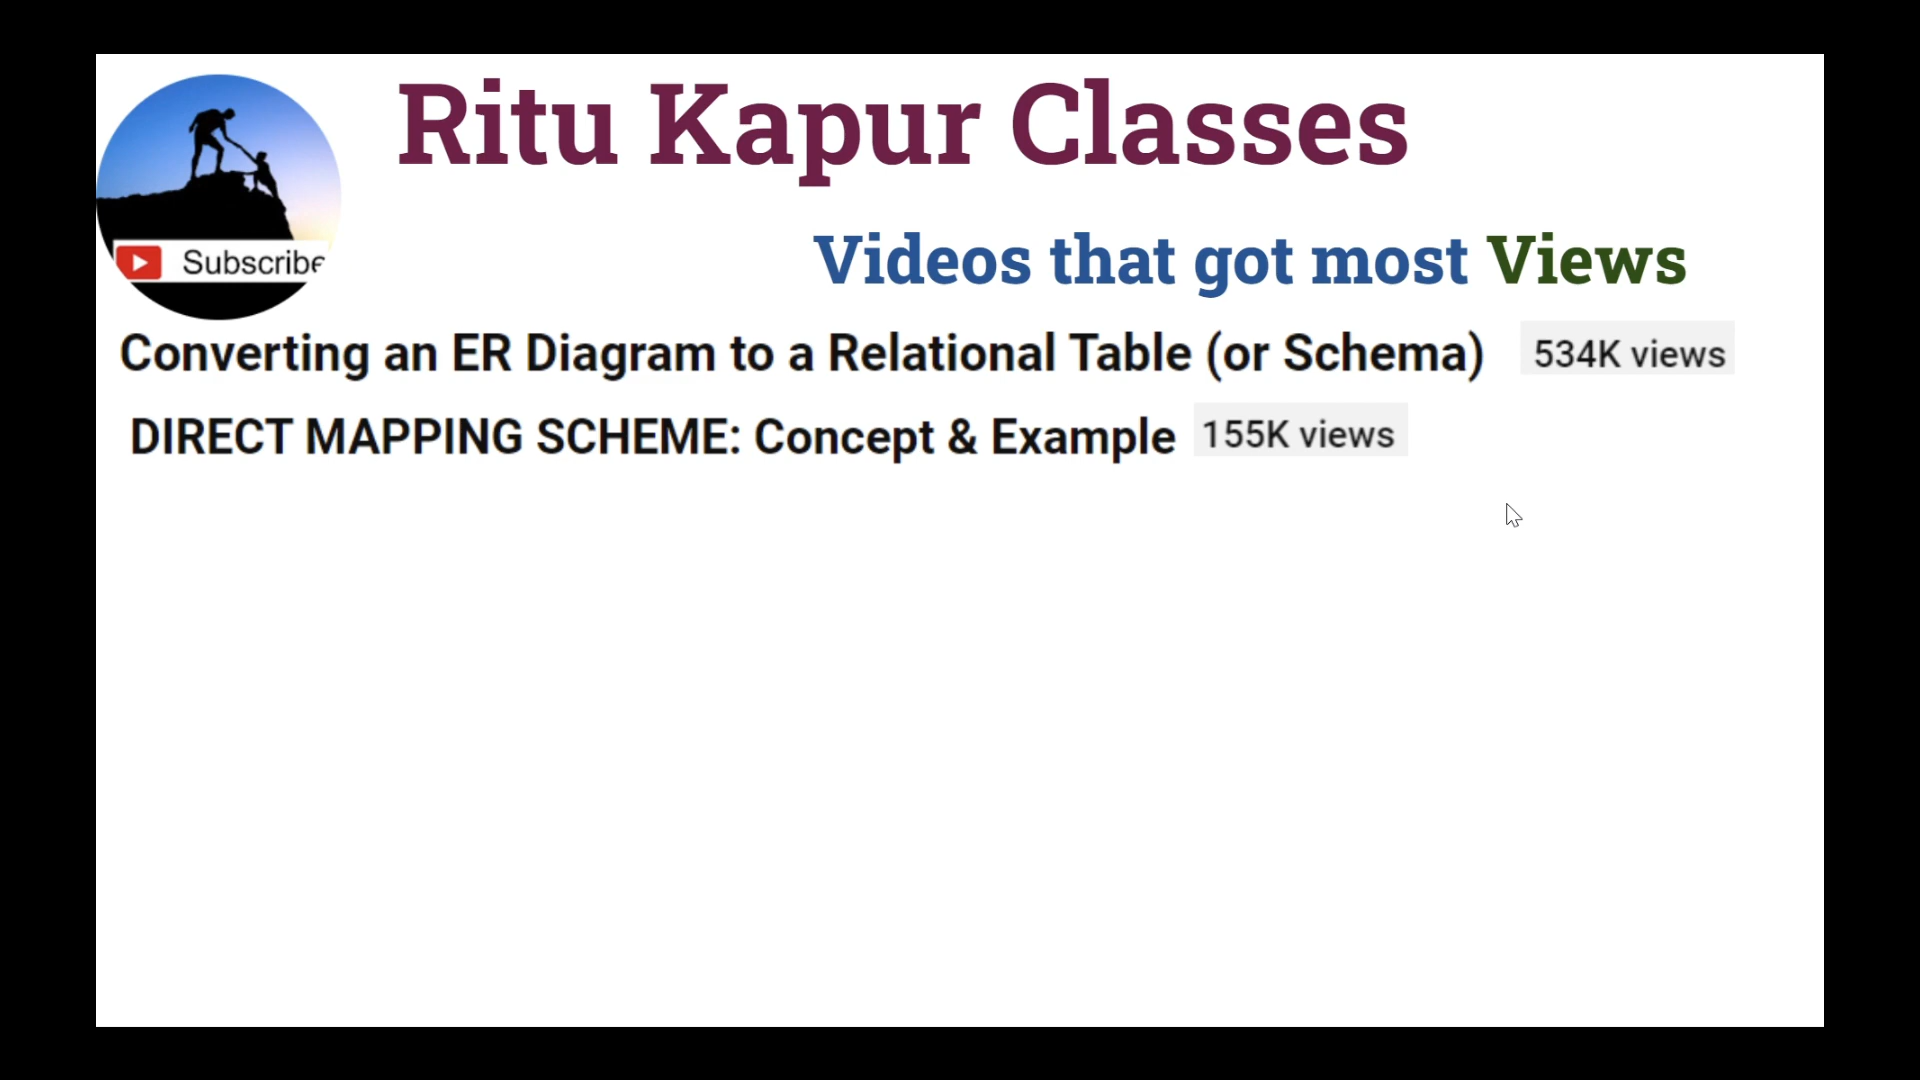 Ritu Kapur Classes
Subscribe
Videos that got most Views
Converting an ER Diagram to a Relational Table (or Schema) 534K views
DIRECT MAPPING SCHEME: Concept & Example 155K views